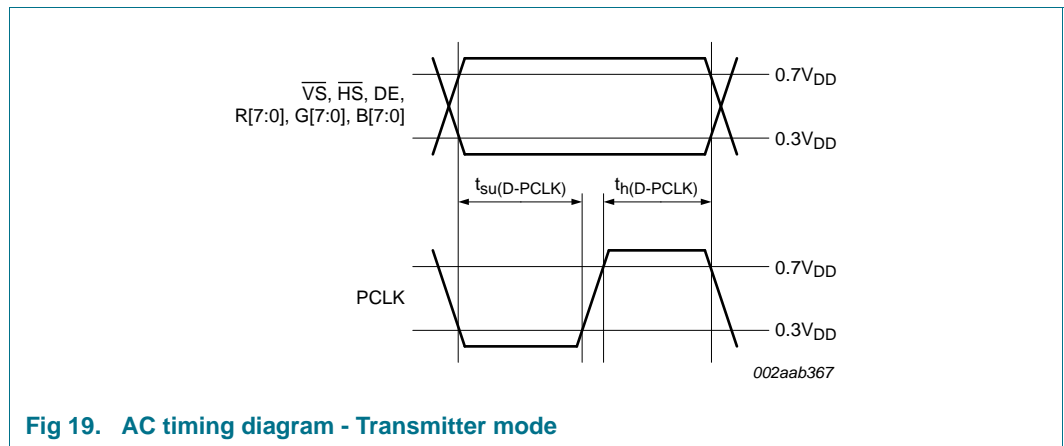 0.7VDD
VS, HS, DE,
R[7:0], G[7:0], B[7:0]
0.3VDD
tsu(D-PCLK) th(D-PCLK)
0.7VDD
PCLK
0.3VDD
002aab367
Fig 19. AC timing diagram - Transmitter mode